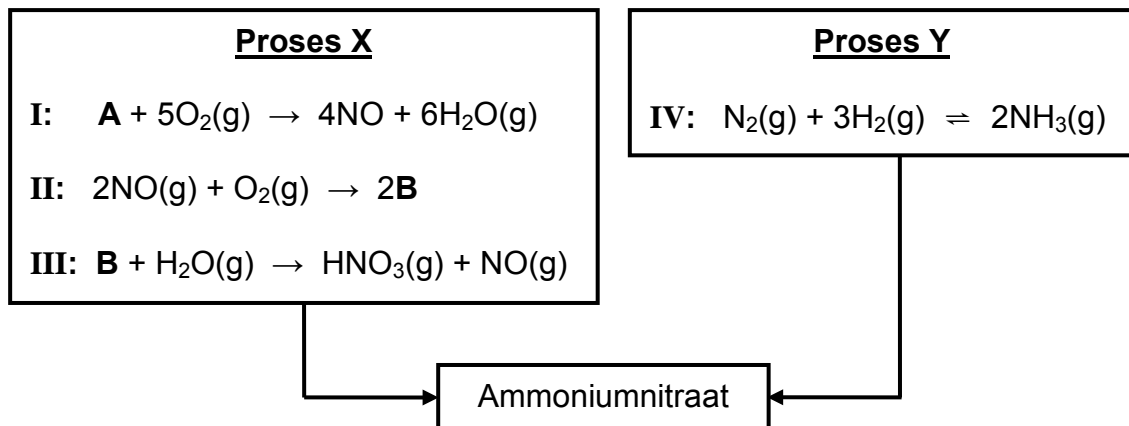 Proses X
I: A + 5O₂(g) → 4NO + 6H₂O(g)
II: 2NO(g) + O₂(g) → 2B
III: B + H₂O(g) → HNO₃(g) + NO(g)
Proses Y
IV: N₂(g) + 3H₂(g) ⇌ 2NH₃(g)
Ammoniumnitraat